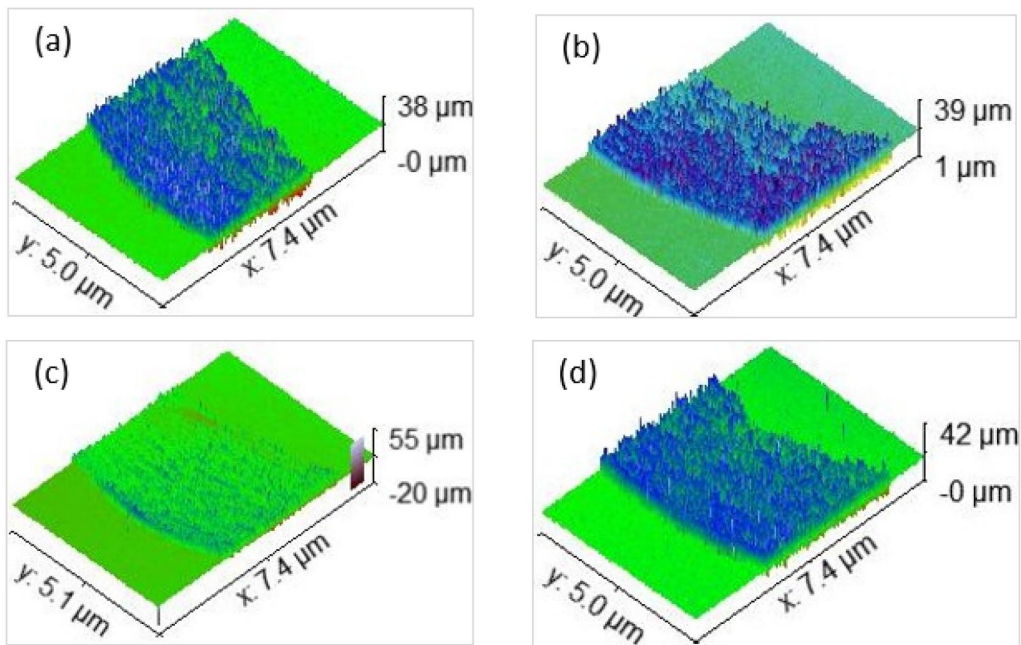 (a)
38 µm
-0 µm
y: 5.0 µm
x: 7.4 µm
(b)
39 µm
1 µm
y: 5.0 µm
x: 7.4 µm
(c)
55 µm
-20 µm
y: 5.1 µm
x: 7.4 µm
(d)
42 µm
-0 µm
y: 5.0 µm
x: 7.4 µm